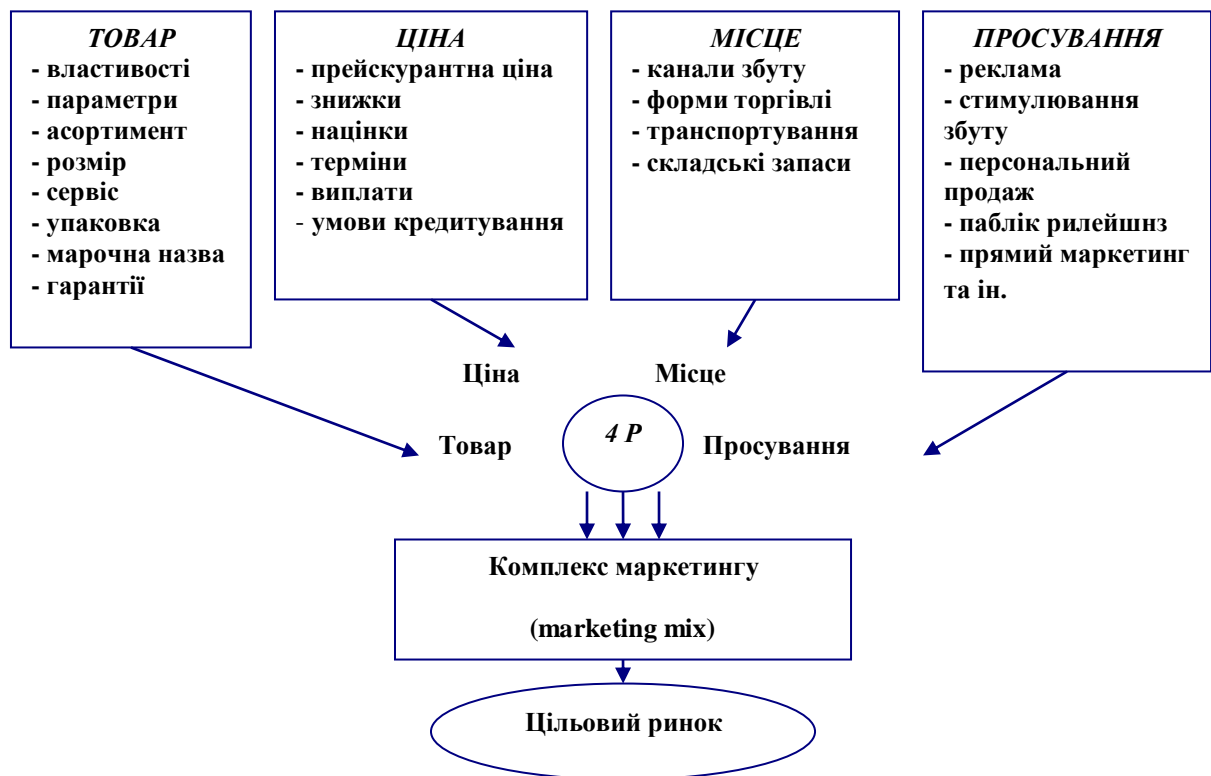 ТОВАР
- властивості
- параметри
- асортимент
- розмір
- сервіс
- упаковка
- марочна назва
- гарантії
ЦІНА
- прейскурантна ціна
- знижки
- націнки
- терміни
- виплати
- умови кредитування
МІСЦЕ
- канали збуту
- форми торгівлі
- транспортування
- складські запаси
ПРОСУВАННЯ
- реклама
- стимулювання
збуту
- персональний
продаж
- паблік рилейшнз
- прямий маркетинг
та ін.
Ціна
Місце
Товар
4 P
Просування
Комплекс маркетингу
(marketing mix)
Цільовий ринок